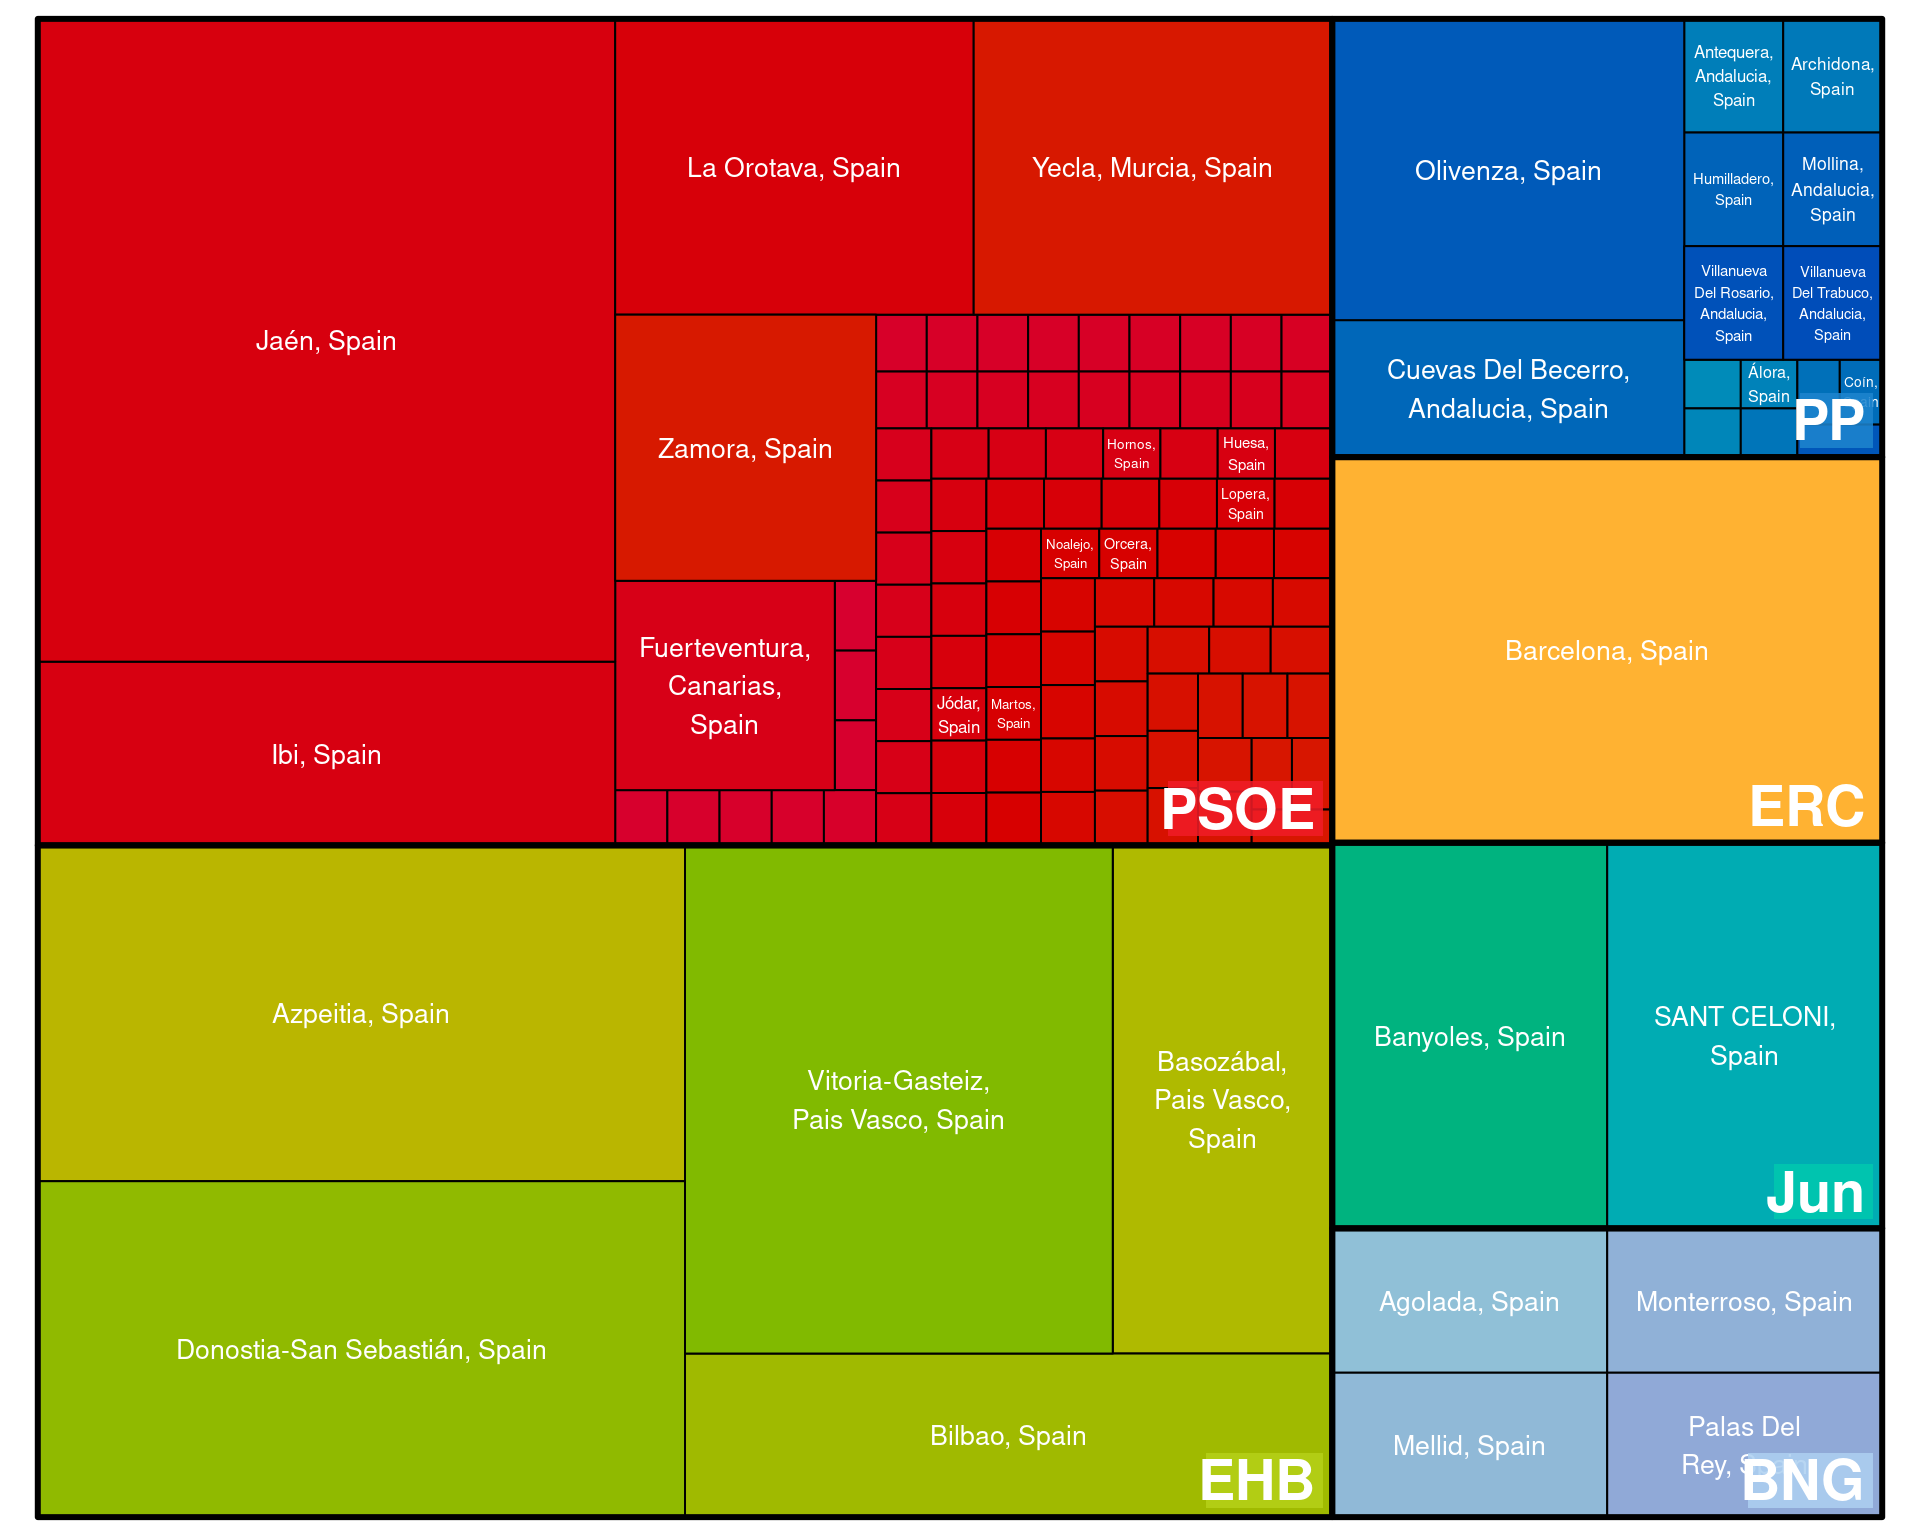 Jaén, Spain
Ibi, Spain
La Orotava, Spain
Yecla, Murcia, Spain
Zamora, Spain
Fuerteventura,
Canarias,
Spain
Hornos,
Spain
Huesa,
Spain
Lopera,
Spain
Noalejo,
Spain
Orcera,
Spain
Jódar,
Spain
Martos,
Spain
PSOE
Olivenza, Spain
Cuevas Del Becerro,
Andalucia, Spain
Antequera,
Andalucia,
Spain
Archidona,
Spain
Humilladero,
Spain
Mollina,
Andalucia,
Spain
Villanueva
Del Rosario,
Andalucia,
Spain
Villanueva
Del Trabuco,
Andalucia,
Spain
Álora,
Spain
Coín,
PP
Barcelona, Spain
ERC
Azpeitia, Spain
Donostia-San Sebastián, Spain
Vitoria-Gasteiz,
Pais Vasco, Spain
Basozábal,
Pais Vasco,
Spain
Bilbao, Spain
EHB
Banyoles, Spain
SANT CELONI,
Spain
Jun
Agolada, Spain
Monterroso, Spain
Mellid, Spain
Palas Del
Rey,
BNG